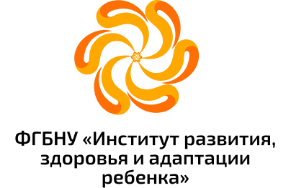 ФГБНУ «Институт развития,
здоровья и адаптации
ребенка»